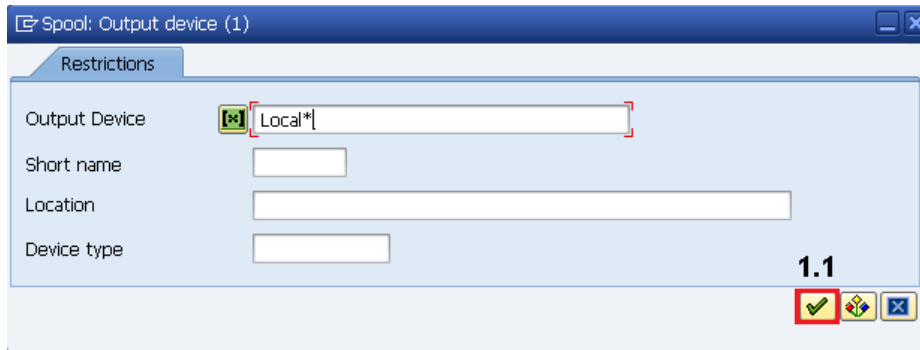 Spool: Output device (1)
Restrictions
Output Device Local*
Short name
Location
Device type
1.1